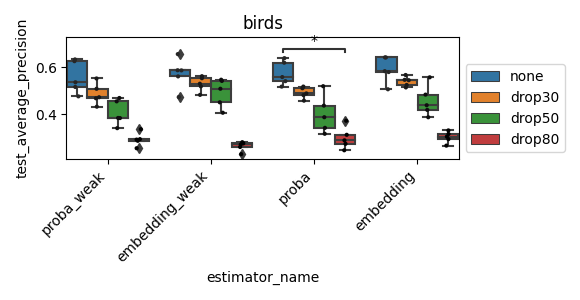 birds
*
test_average_precision
0.6
0.4
none
drop30
drop50
drop80
proba_weak
embedding_weak
proba
embedding
estimator_name